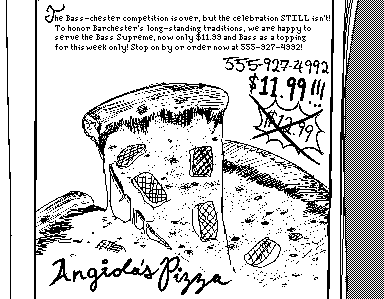 The Bass-chester competition is over, but the celebration STILL isn't!
To honor Barchester's long-standing traditions, we are happy to
serve the Bass Supreme, now only $11.99 and Bass as a topping
for this week only! Stop on by or order now at 555-927-4992!
555-927-4992
$11.99!!!
Angiola's Pizza